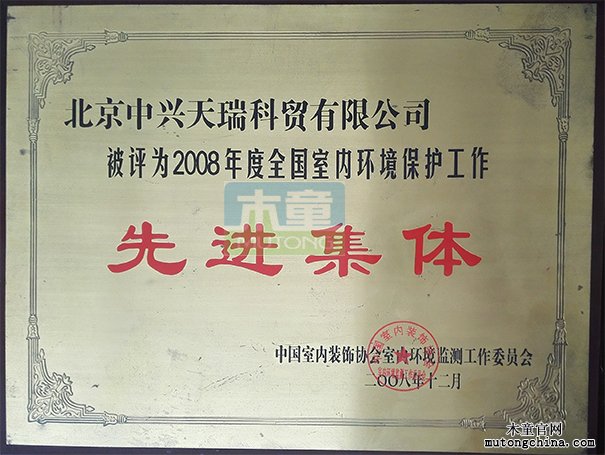 北京中兴天瑞科贸有限公司
被评为2008年度全国室内环境保护工作
木童
MUTONG
先进集体
中国室内装饰协会室内环境监测工作委员会
二〇〇八年十二月
木童官网
mutongchina.com